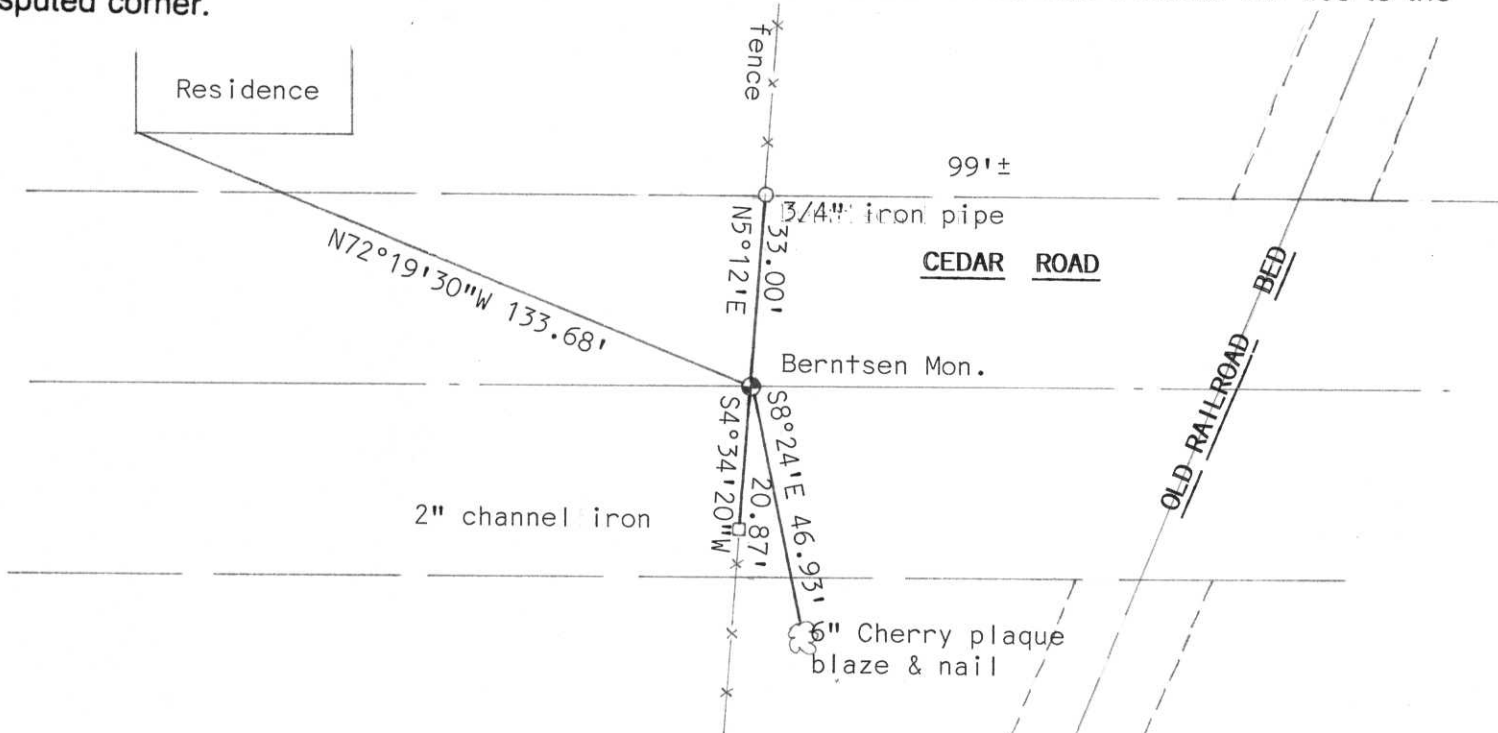 sputed corner.
to the
fence
Residence
99'±
3/4" iron pipe
N5°12'E
33.00'
CEDAR ROAD
N72°19'30"W 133.68'
Berntsen Mon.
OLD RAILROAD BED
S4°34'20"W
20.87'
S8°24'E 46.93'
2" channel iron
6" Cherry plaque
blaze & nail